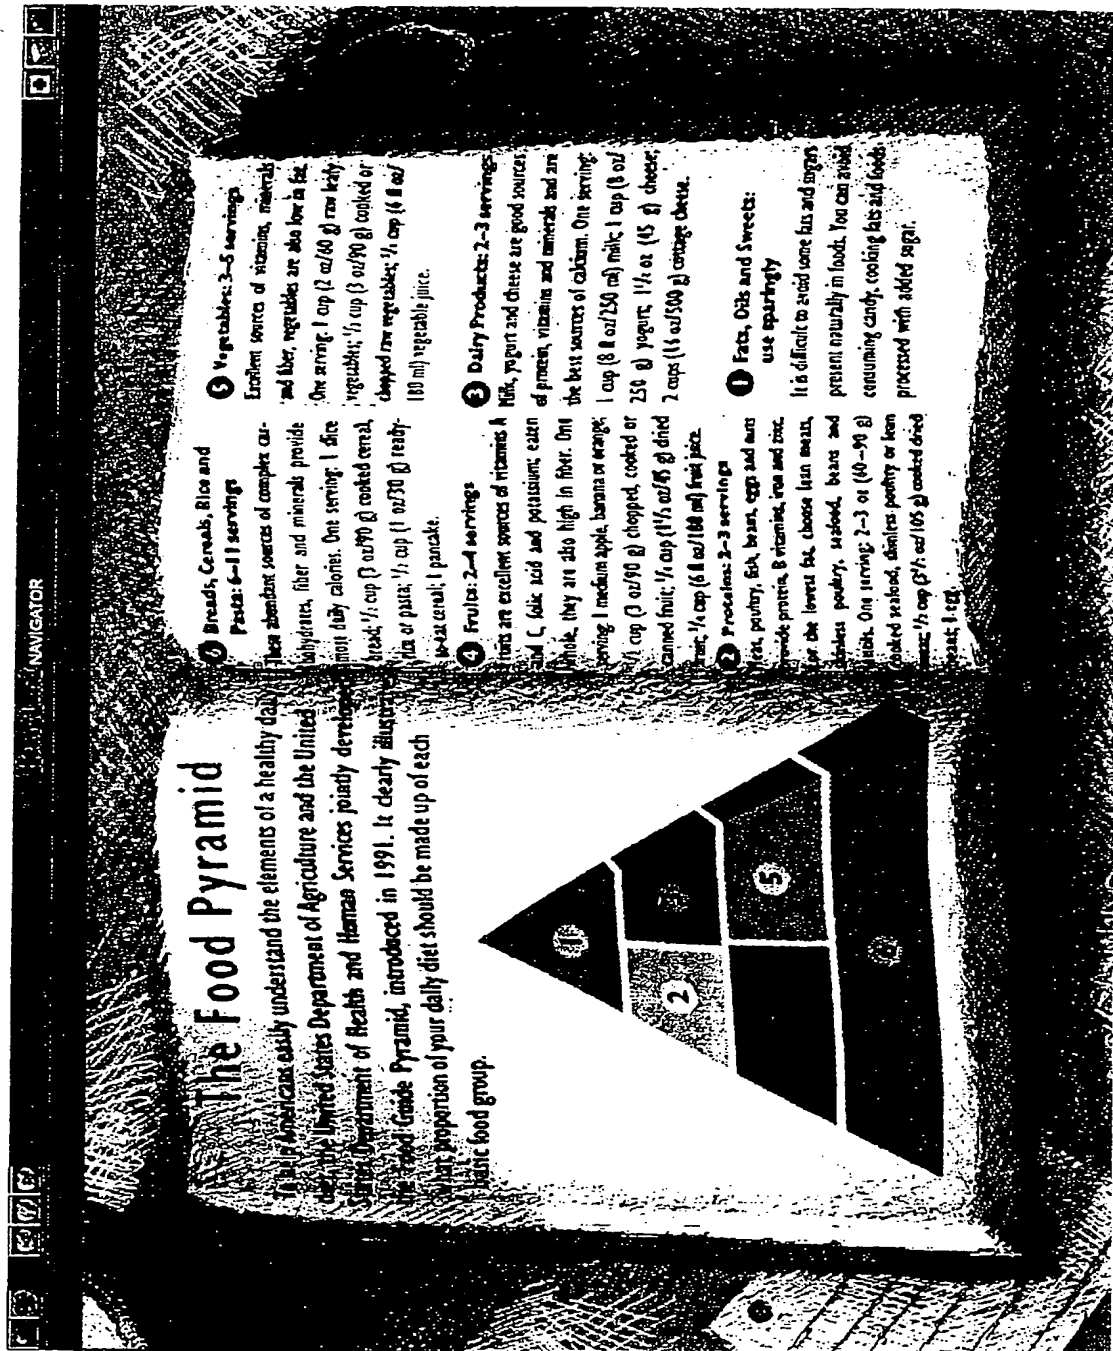 NAVIGATOR
The Food Pyramid
Americans easily understand the elements of a healthy daily
the United States Department of Agriculture and the United
States Department of Health and Human Services jointly develope
the Food Guide Pyramid, introduced in 1991. It clearly illustrates
what proportion of your daily diet should be made up of each
basic food group.
1
2
5
Breads, Cereals, Rice and
Pasta: 6–11 servings
These abundant sources of complex car-
bohydrates, fiber and minerals provide
most daily calories. One serving: 1 slice
bread; 1/2 cup (3 oz/90 g) cooked cereal,
rice or pasta; 1/2 cup (1 oz/30 g) ready-
to-eat cereal; 1 pancake.
4 Fruits: 2–4 servings
Fruits are excellent sources of vitamins A
and C, folic acid and potassium; eaten
whole, they are also high in fiber. One
serving: 1 medium apple, banana or orange;
1/2 cup (3 oz/90 g) chopped, cooked or
canned fruit; 1/4 cup (1 1/2 oz/45 g) dried
fruit; 3/4 cup (6 fl oz/180 ml) fruit juice.
2 Proteins: 2–3 servings
Meat, poultry, fish, beans, eggs and nuts
provide protein, B vitamins, iron and zinc.
For the lowest fat, choose lean meats,
skinless poultry, seafood, beans and
One serving: 2–3 oz (60–90 g)
cooked seafood, skinless poultry or lean
meat; 1/2 cup (3 1/2 oz/105 g) cooked dried
1 egg.
5 Vegetables: 3–5 servings
Excellent sources of vitamins, minerals
and fiber, vegetables are also low in fat.
One serving: 1 cup (2 oz/60 g) raw leafy
vegetables; 1/2 cup (3 oz/90 g) cooked or
chopped raw vegetables; 3/4 cup (6 fl oz/
180 ml) vegetable juice.
3 Dairy Products: 2–3 servings
Milk, yogurt and cheese are good sources
of protein, vitamins and minerals and are
the best sources of calcium. One serving:
1 cup (8 fl oz/250 ml) milk; 1 cup (8 oz/
250 g) yogurt; 1 1/2 oz (45 g) cheese;
2 cups (16 oz/500 g) cottage cheese.
1 Fats, Oils and Sweets:
use sparingly
It is difficult to avoid some fats and sugars
present naturally in foods. You can avoid
consuming candy, cooking fats and foods
processed with added sugar.